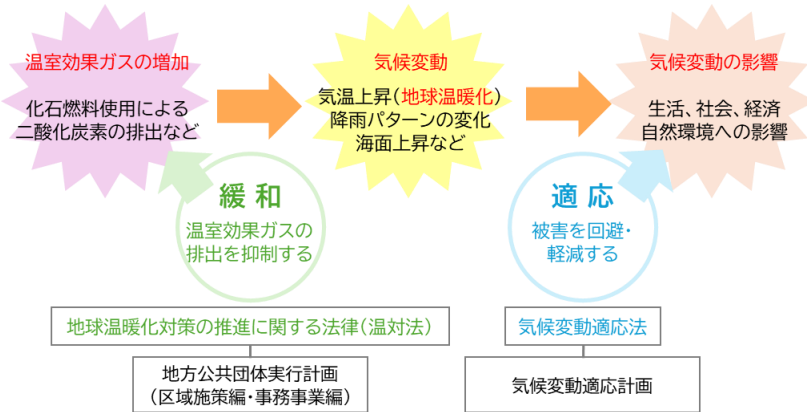 温室効果ガスの増加
化石燃料使用による
二酸化炭素の排出など
気候変動
気温上昇(地球温暖化)
降雨パターンの変化
海面上昇など
気候変動の影響
生活、社会、経済
自然環境への影響
緩和
温室効果ガスの
排出を抑制する
適応
被害を回避・
軽減する
地球温暖化対策の推進に関する法律(温対法)
気候変動適応法
地方公共団体実行計画
(区域施策編・事務事業編)
気候変動適応計画